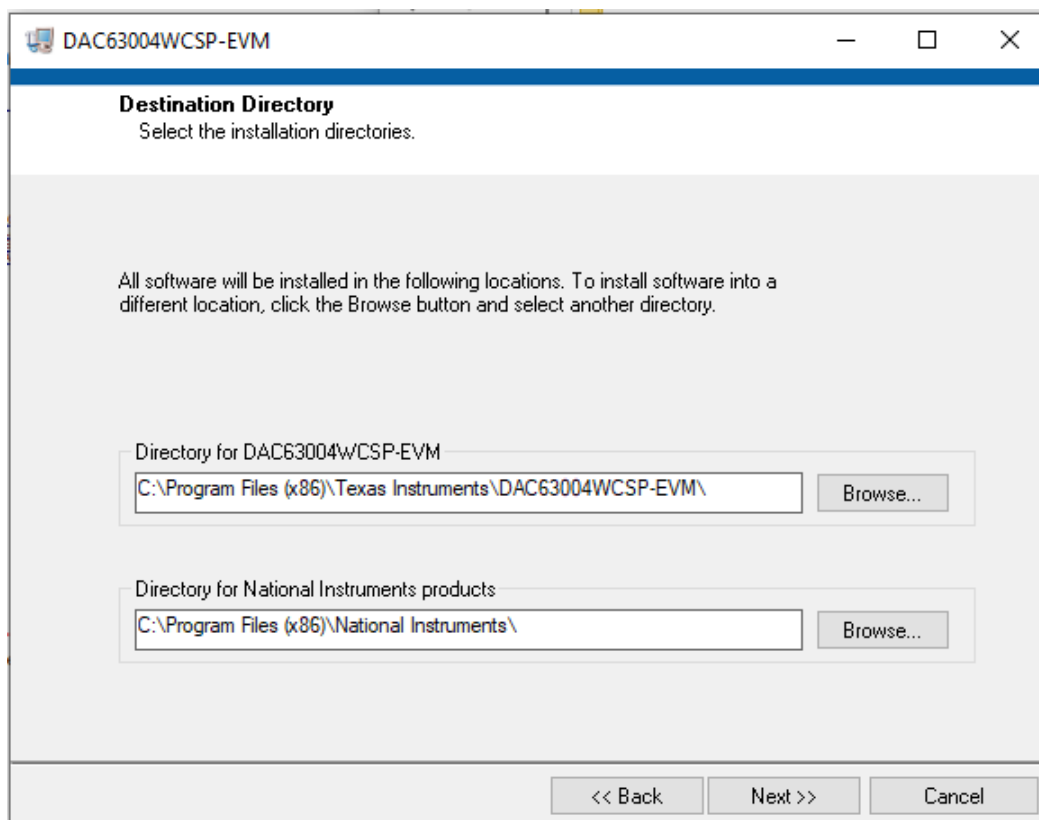 DAC63004WCSP-EVM
Destination Directory
Select the installation directories.
All software will be installed in the following locations. To install software into a
different location, click the Browse button and select another directory.
Directory for DAC63004WCSP-EVM
C:\Program Files (x86)\Texas Instruments\DAC63004WCSP-EVM\
Browse...
Directory for National Instruments products
C:\Program Files (x86)\National Instruments\
Browse...
<< Back
Next >>
Cancel